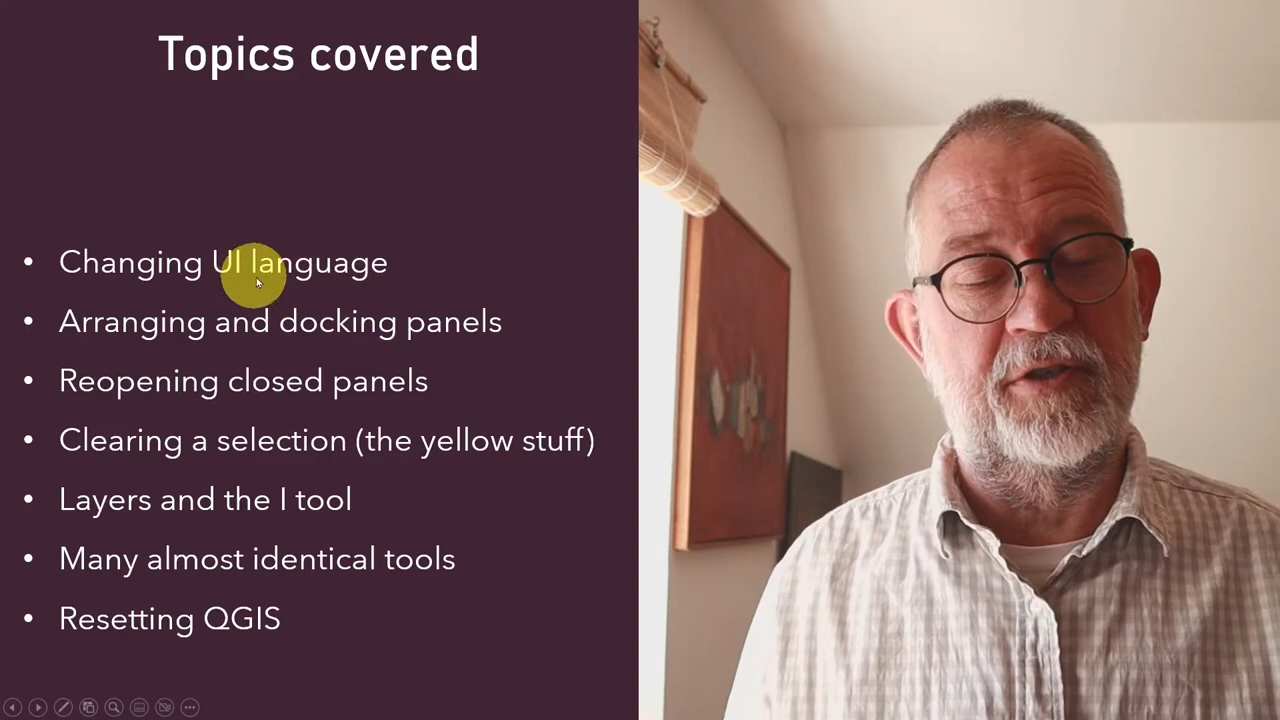 Topics covered
• Changing UI language
• Arranging and docking panels
• Reopening closed panels
• Clearing a selection (the yellow stuff)
• Layers and the I tool
• Many almost identical tools
• Resetting QGIS